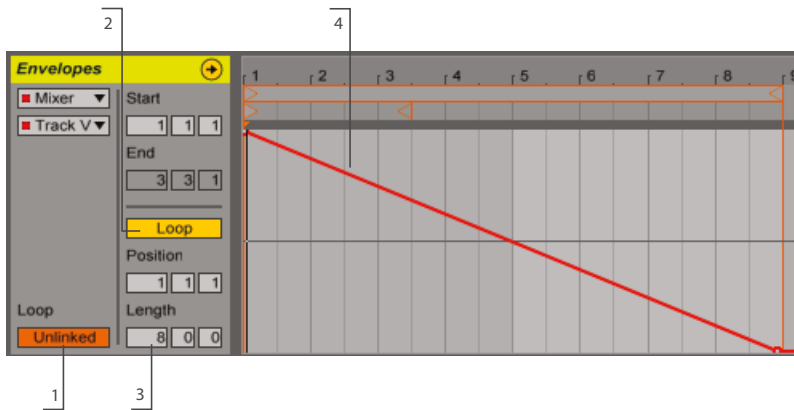 2
4
Envelopes
1 2 3 4 5 6 7 8 9
Mixer
Start
Track V
1 1 1
End
3 3 1
Loop
Position
1 1 1
Loop
Length
Unlinked
8 0 0
1
3